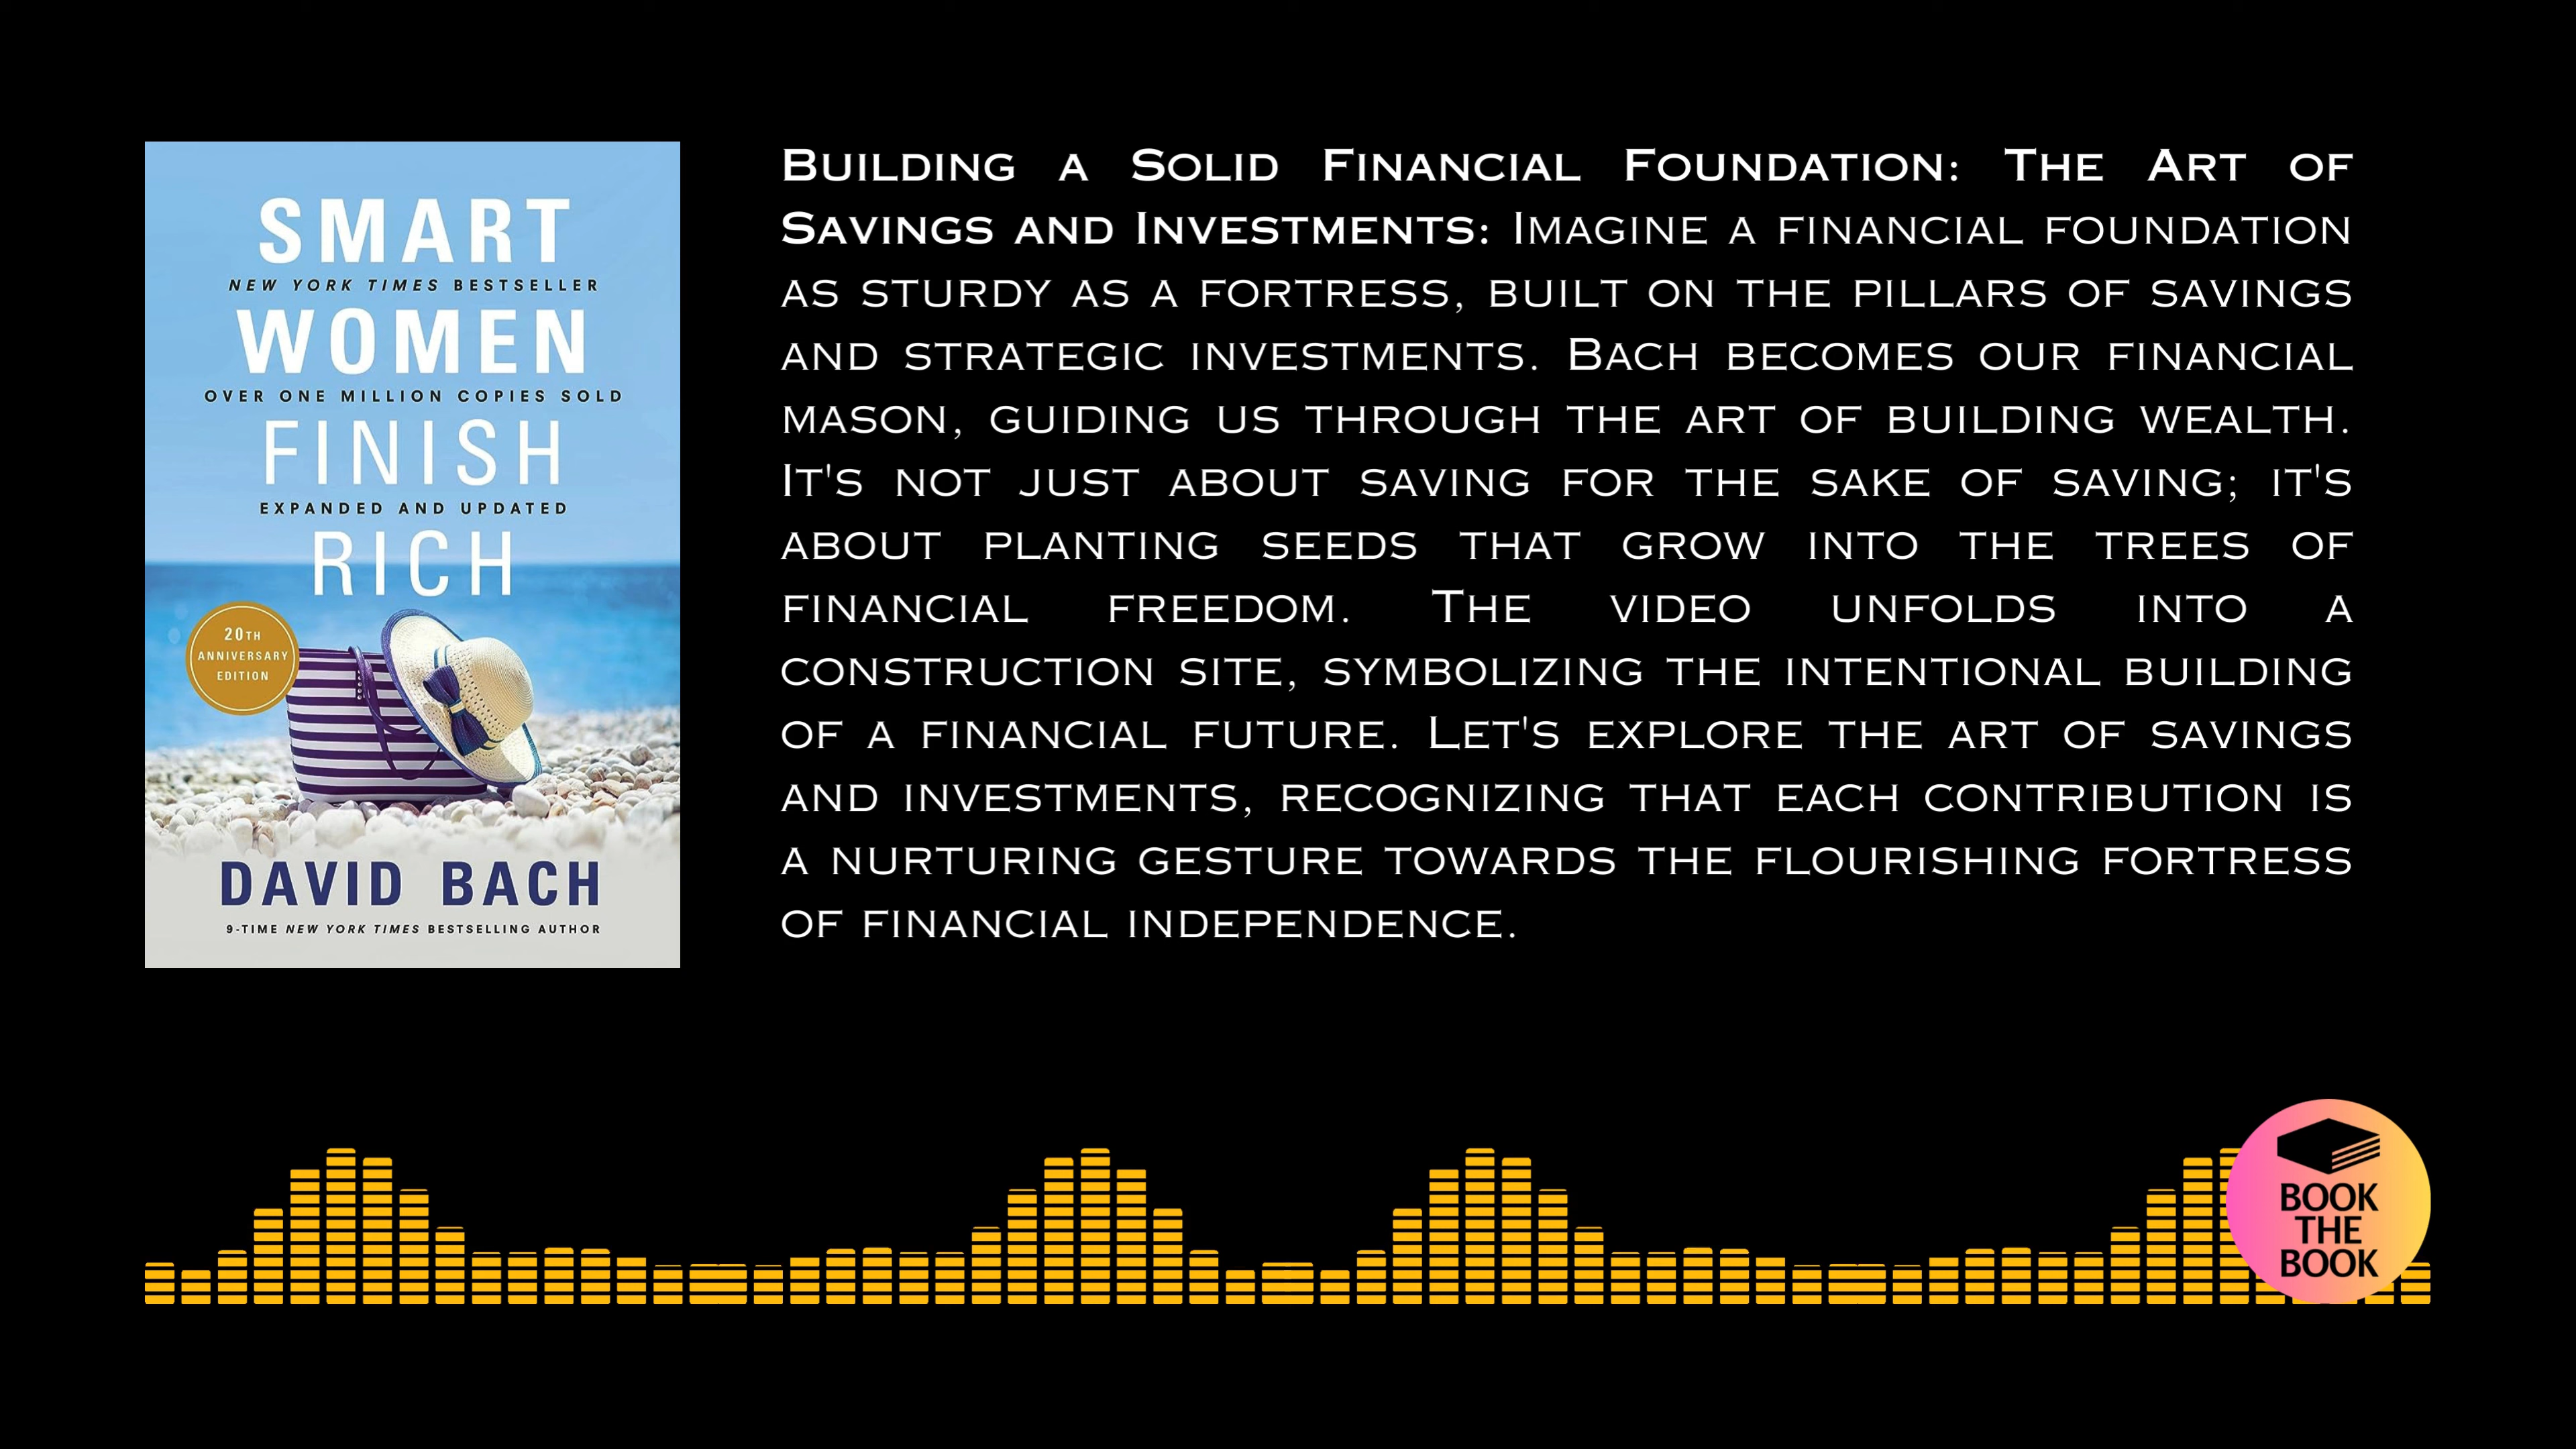 SMART
NEW YORK TIMES BESTSELLER
WOMEN
OVER ONE MILLION COPIES SOLD
FINISH
EXPANDED AND UPDATED
RICH
20TH
ANNIVERSARY
EDITION
DAVID BACH
9-TIME NEW YORK TIMES BESTSELLING AUTHOR
Building a Solid Financial Foundation: The Art of
Savings and Investments: Imagine a financial foundation
as sturdy as a fortress, built on the pillars of savings
and strategic investments. Bach becomes our financial
mason, guiding us through the art of building wealth.
It's not just about saving for the sake of saving; it's
about planting seeds that grow into the trees of
financial freedom. The video unfolds into a
construction site, symbolizing the intentional building
of a financial future. Let's explore the art of savings
and investments, recognizing that each contribution is
a nurturing gesture towards the flourishing fortress
of financial independence.
BOOK
THE
BOOK